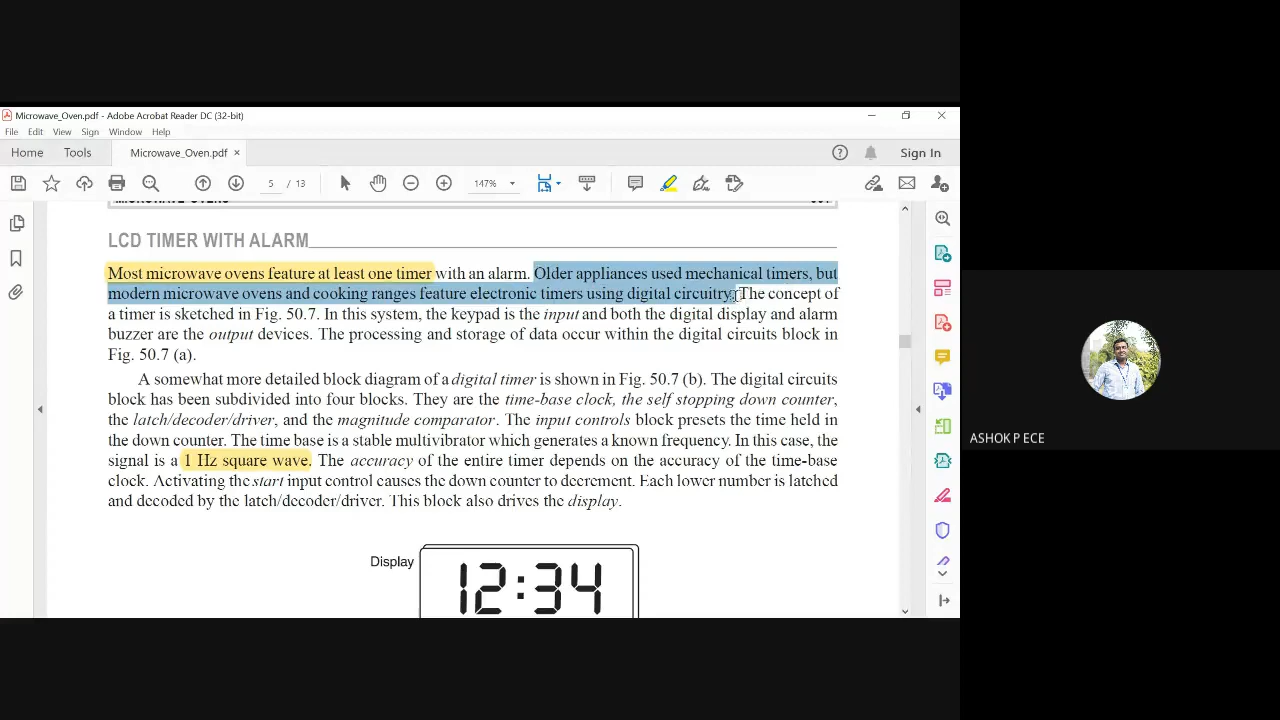 Microwave_Oven.pdf - Adobe Acrobat Reader DC (32-bit)
File Edit View Sign Window Help
Home Tools Microwave_Oven.pdf × Sign In
5 / 13 147%
LCD TIMER WITH ALARM
Most microwave ovens feature at least one timer with an alarm. Older appliances used mechanical timers, but
modern microwave ovens and cooking ranges feature electronic timers using digital circuitry. The concept of
a timer is sketched in Fig. 50.7. In this system, the keypad is the input and both the digital display and alarm
buzzer are the output devices. The processing and storage of data occur within the digital circuits block in
Fig. 50.7 (a).
A somewhat more detailed block diagram of a digital timer is shown in Fig. 50.7 (b). The digital circuits
block has been subdivided into four blocks. They are the time-base clock, the self stopping down counter,
the latch/decoder/driver, and the magnitude comparator. The input controls block presets the time held in
the down counter. The time base is a stable multivibrator which generates a known frequency. In this case, the
signal is a 1 Hz square wave. The accuracy of the entire timer depends on the accuracy of the time-base
clock. Activating the start input control causes the down counter to decrement. Each lower number is latched
and decoded by the latch/decoder/driver. This block also drives the display.
Display
12:34
ASHOK P ECE